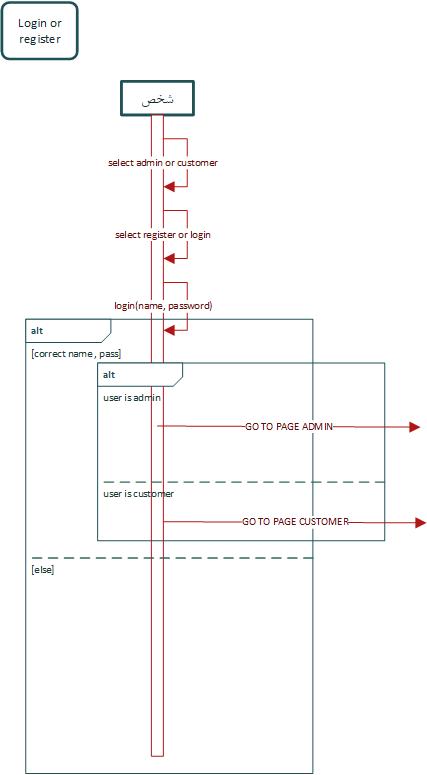 Login or
register
شخص
select admin or customer
select register or login
login(name, password)
alt
[correct name , pass]
alt
user is admin
GO TO PAGE ADMIN
user is customer
GO TO PAGE CUSTOMER
[else]